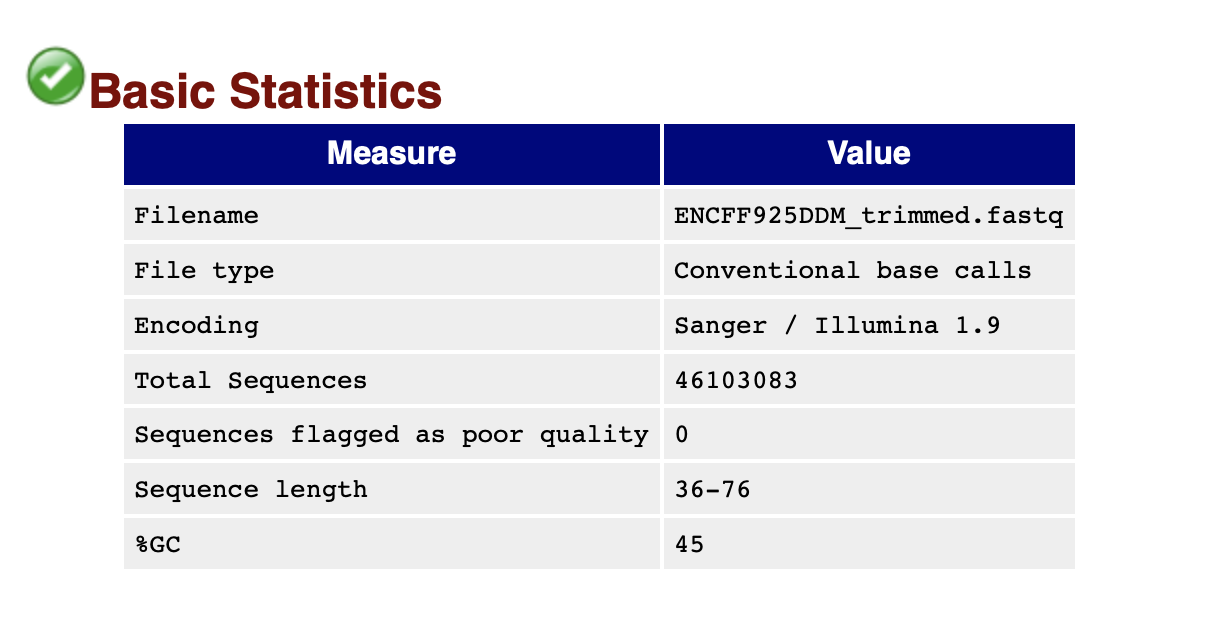 Basic Statistics
Measure Value
Filename ENCFF925DDM_trimmed.fastq
File type Conventional base calls
Encoding Sanger / Illumina 1.9
Total Sequences 46103083
Sequences flagged as poor quality 0
Sequence length 36-76
%GC 45